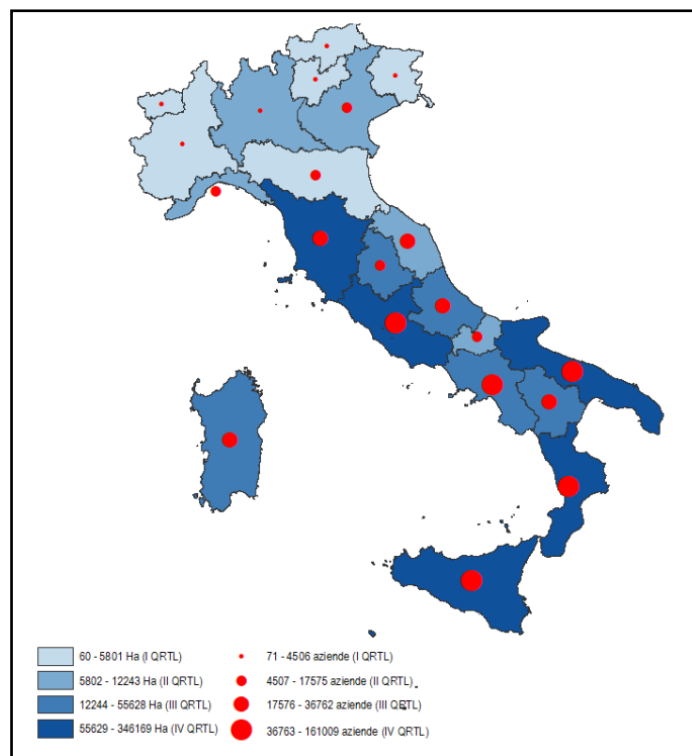 60 - 5801 Ha (I QRTL)
5802 - 12243 Ha (II QRTL)
12244 - 55628 Ha (III QRTL)
55629 - 346169 Ha (IV QRTL)
71 - 4506 aziende (I QRTL)
4507 - 17575 aziende (II QRTL)
17576 - 36762 aziende (III QRTL)
36763 - 161009 aziende (IV QRTL)